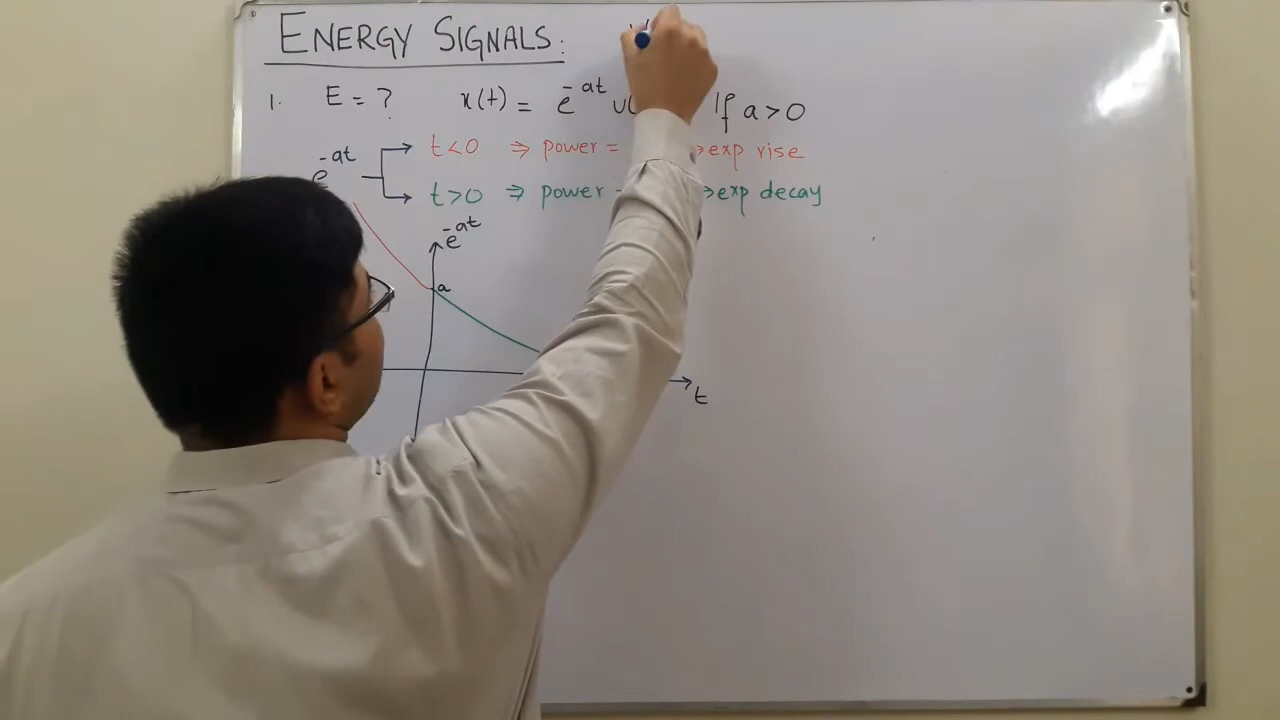 ENERGY SIGNALS:
1. E = ? x(t) = e^-at u( If a > 0
e^-at t < 0 ⇒ power = > exp rise
t > 0 ⇒ power > exp decay
e^-at
a
t